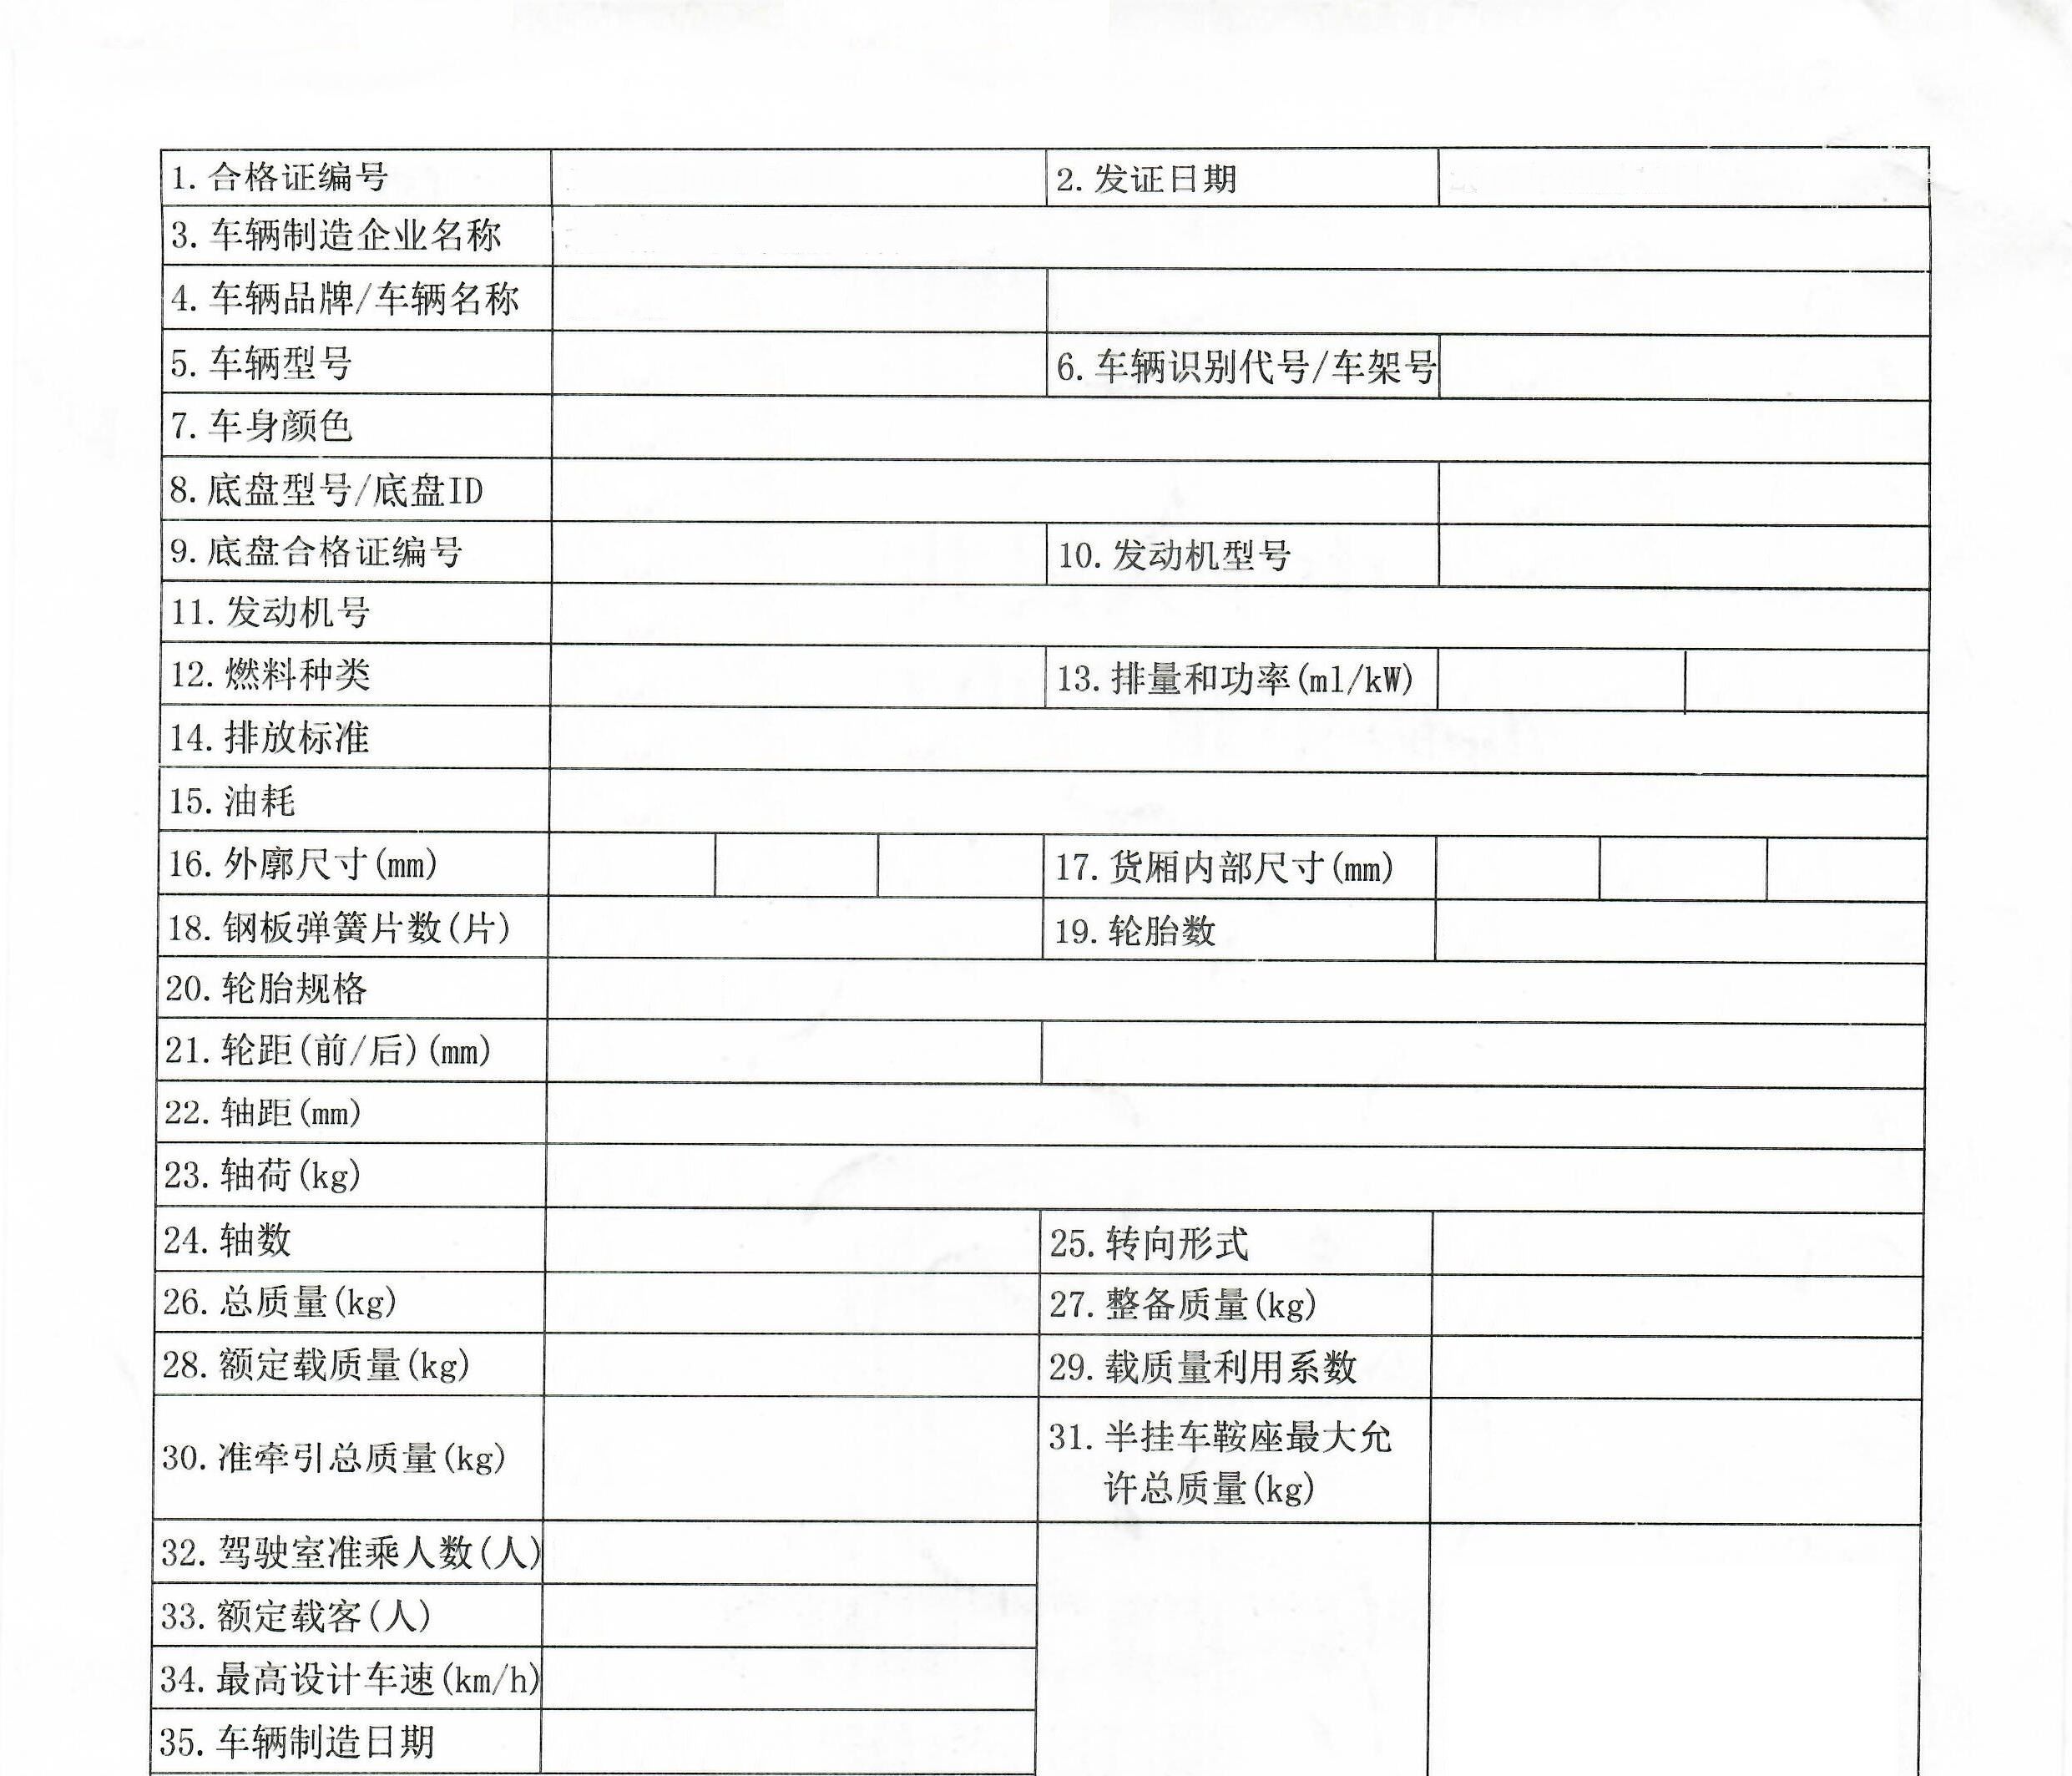 1.合格证编号 2.发证日期
3.车辆制造企业名称
4.车辆品牌/车辆名称
5.车辆型号 6.车辆识别代号/车架号
7.车身颜色
8.底盘型号/底盘ID
9.底盘合格证编号 10.发动机型号
11.发动机号
12.燃料种类 13.排量和功率(ml/kW)
14.排放标准
15.油耗
16.外廓尺寸(mm) 17.货厢内部尺寸(mm)
18.钢板弹簧片数(片) 19.轮胎数
20.轮胎规格
21.轮距(前/后)(mm)
22.轴距(mm)
23.轴荷(kg)
24.轴数 25.转向形式
26.总质量(kg) 27.整备质量(kg)
28.额定载质量(kg) 29.载质量利用系数
30.准牵引总质量(kg) 31.半挂车鞍座最大允
许总质量(kg)
32.驾驶室准乘人数(人)
33.额定载客(人)
34.最高设计车速(km/h)
35.车辆制造日期